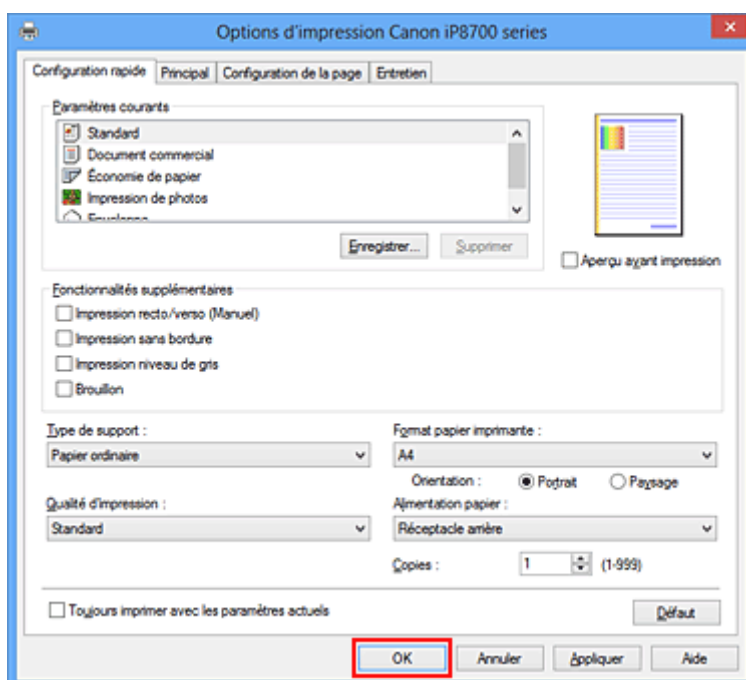 Options d'impression Canon iP8700 series
Configuration rapide Principal Configuration de la page Entretien
Paramètres courants
Standard
Document commercial
Économie de papier
Impression de photos
Enregistrer... Supprimer
Aperçu avant impression
Fonctionnalités supplémentaires
Impression recto/verso (Manuel)
Impression sans bordure
Impression niveau de gris
Brouillon
Type de support :
Papier ordinaire
Format papier imprimante :
A4
Orientation : Portrait Paysage
Qualité d'impression :
Standard
Alimentation papier :
Réceptacle arrière
Copies : 1 (1-999)
Toujours imprimer avec les paramètres actuels
Défaut
OK Annuler Appliquer Aide